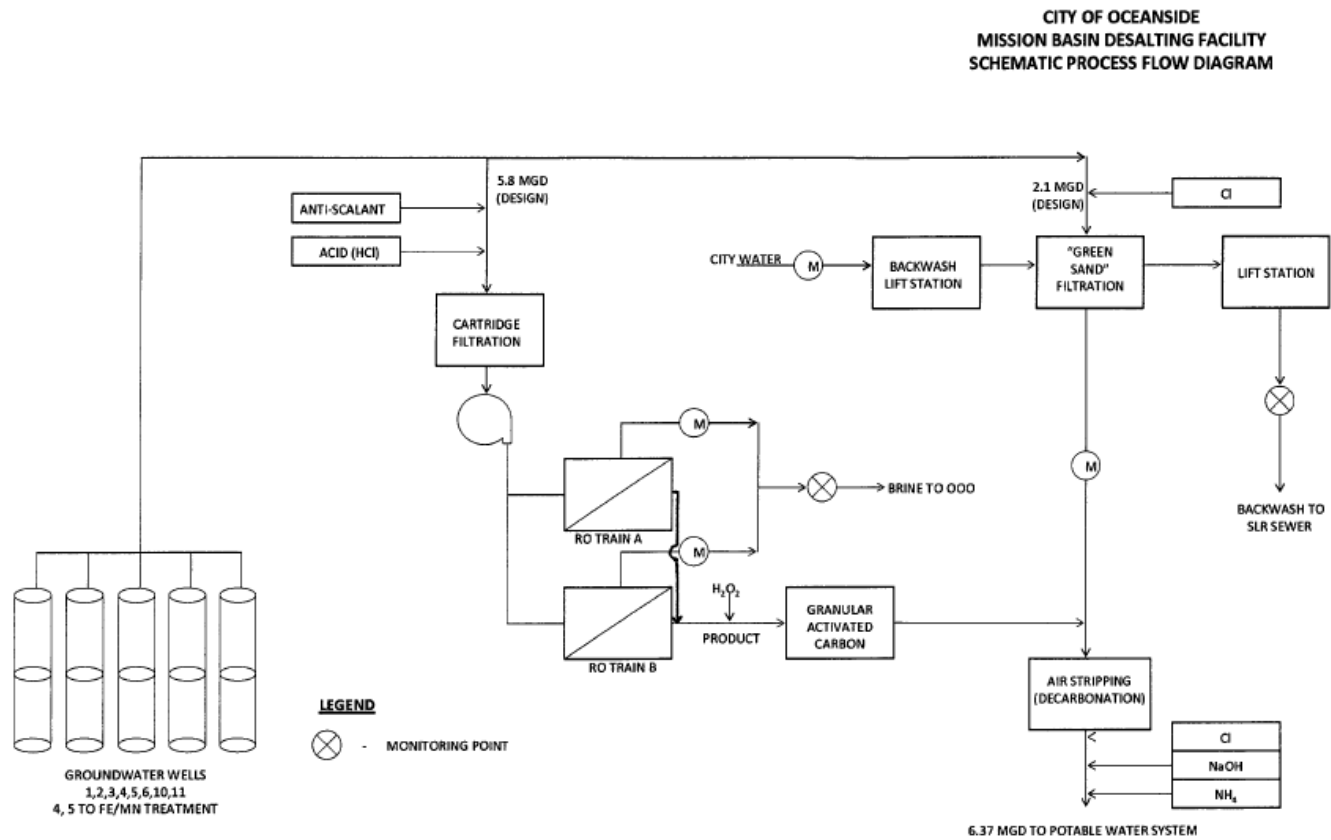 CITY OF OCEANSIDE
MISSION BASIN DESALTING FACILITY
SCHEMATIC PROCESS FLOW DIAGRAM
5.8 MGD
(DESIGN)
2.1 MGD
(DESIGN)
Cl
ANTI-SCALANT
ACID (HCl)
CITY WATER
M
BACKWASH
LIFT STATION
"GREEN
SAND"
FILTRATION
LIFT STATION
CARTRIDGE
FILTRATION
M
M
BRINE TO OOO
BACKWASH TO
SLR SEWER
RO TRAIN A
M
H₂O₂
PRODUCT
GRANULAR
ACTIVATED
CARBON
RO TRAIN B
AIR STRIPPING
(DECARBONATION)
LEGEND
- MONITORING POINT
Cl
NaOH
NH₄
GROUNDWATER WELLS
1,2,3,4,5,6,10,11
4, 5 TO FE/MN TREATMENT
6.37 MGD TO POTABLE WATER SYSTEM